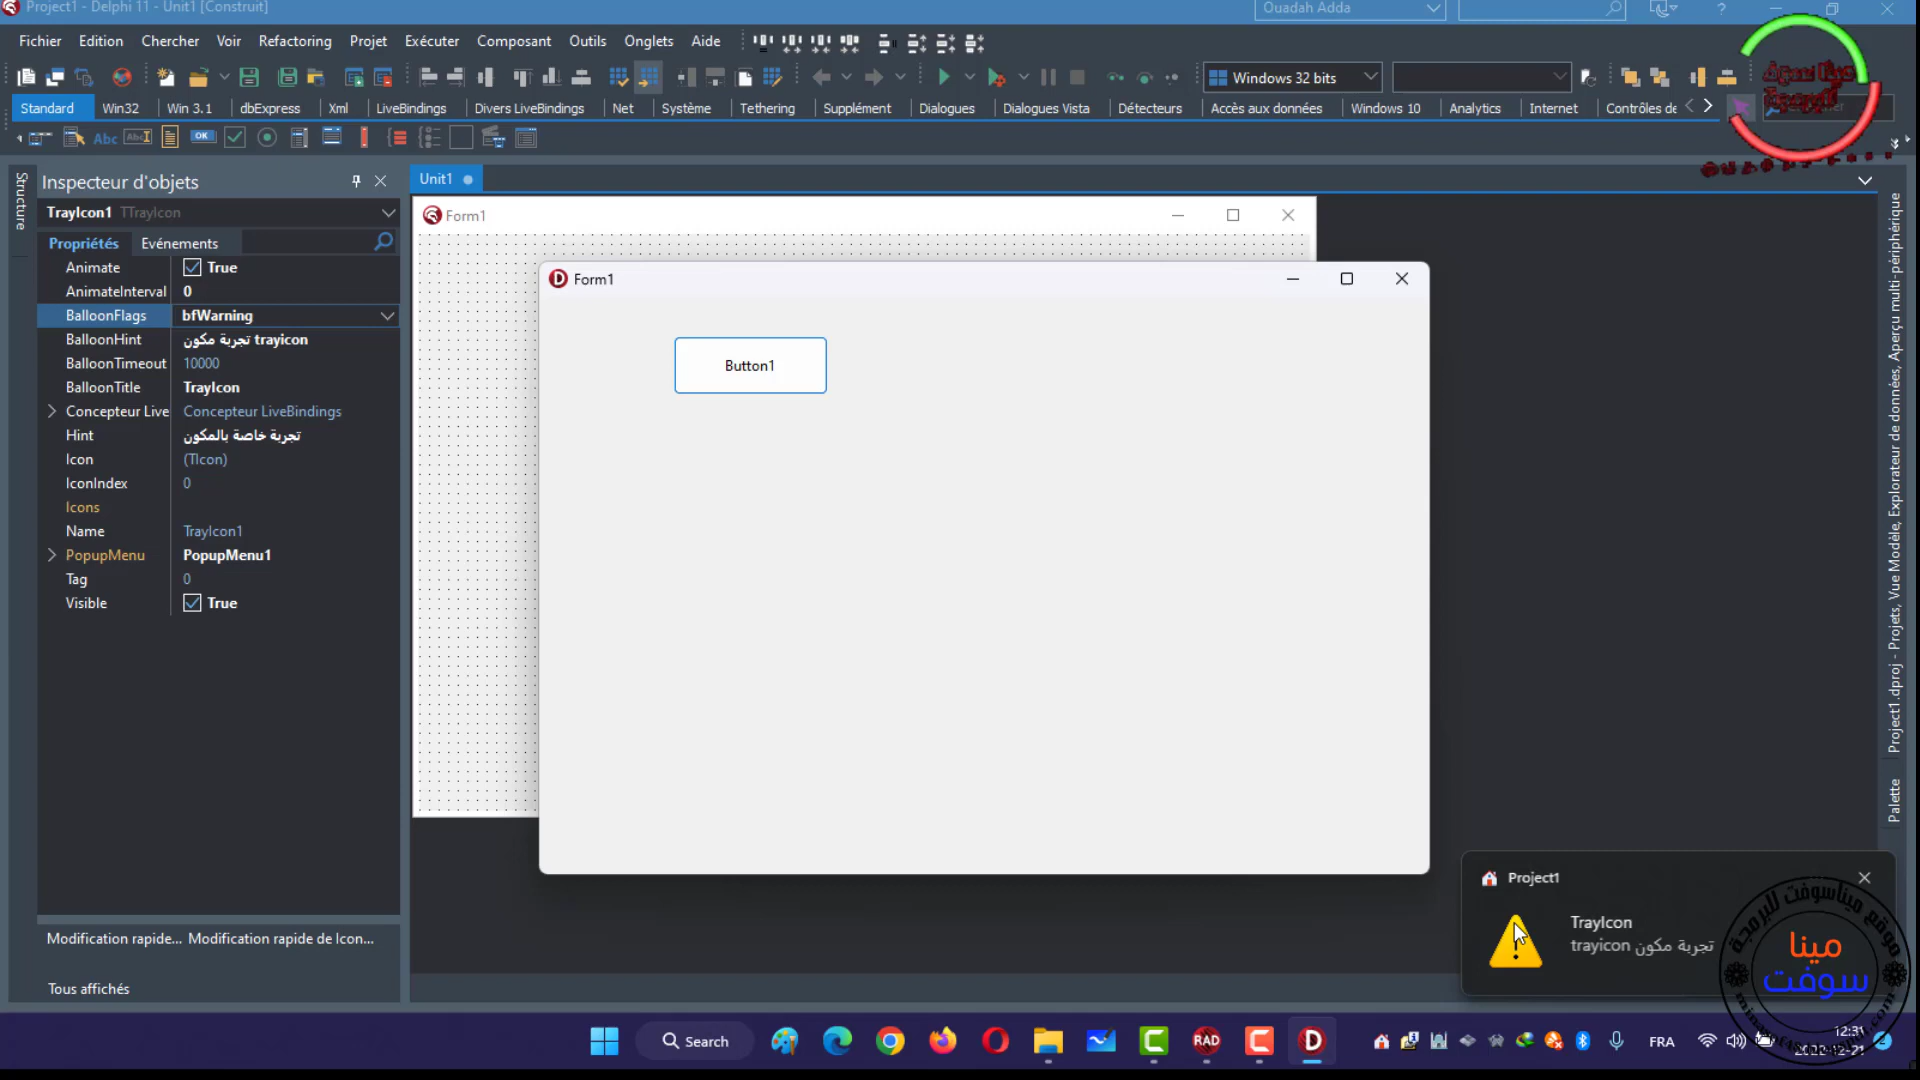 Project1 - Delphi 11 - Unit1 [Construit]
Ouadah Adda
Fichier Edition Chercher Voir Refactoring Projet Exécuter Composant Outils Onglets Aide
Windows 32 bits
Standard Win32 Win 3.1 dbExpress Xml LiveBindings Divers LiveBindings Net Système Tethering Supplément Dialogues Dialogues Vista Détecteurs Accès aux données Windows 10 Analytics Internet Contrôles de
Abc OK
Structure
Inspecteur d'objets
TrayIcon1 TTrayIcon
Propriétés Evénements
Animate True
AnimateInterval 0
BalloonFlags bfWarning
BalloonHint تجربة مكون trayicon
BalloonTimeout 10000
BalloonTitle TrayIcon
Concepteur Live Concepteur LiveBindings
Hint تجربة خاصة بالمكون
Icon (TIcon)
IconIndex 0
Icons
Name TrayIcon1
PopupMenu PopupMenu1
Tag 0
Visible True
Modification rapide... Modification rapide de Icon...
Tous affichés
Unit1
Form1
Form1
Button1
Project1.dproj - Projets, Vue Modèle, Explorateur de données, Aperçu multi-périphérique
Palette
Project1
TrayIcon
تجربة مكون trayicon
موقع ميناسوفت للبرمجة
مينا
سوفت
Search
RAD
FRA
12:31
2022-12-21